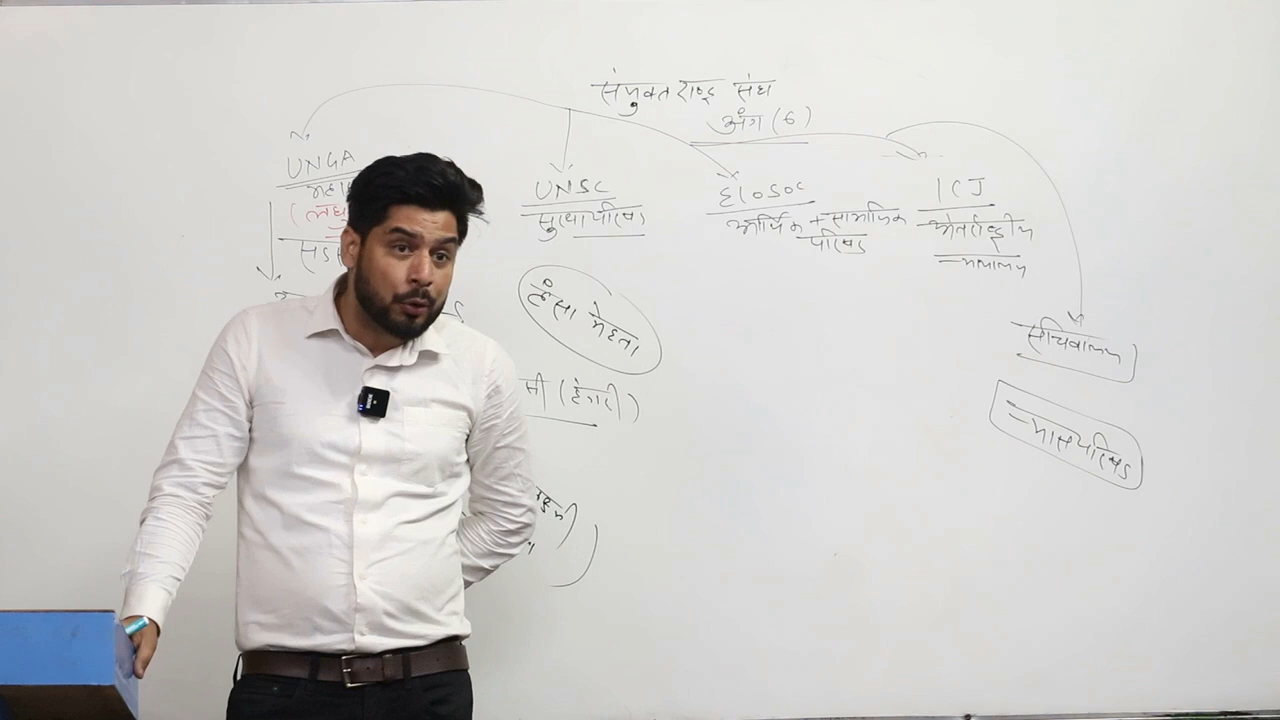 संयुक्त राष्ट्र संघ
अंग (6)
UNGA
महा
(लघु
UNSC
सुरक्षा परिषद
ECOSOC
आर्थिक + सामाजिक
परिषद
ICJ
अंतर्राष्ट्रीय
न्यायालय
हंसा मेहता
सचिवालय
सी (हंगरी)
न्यासपरिषद